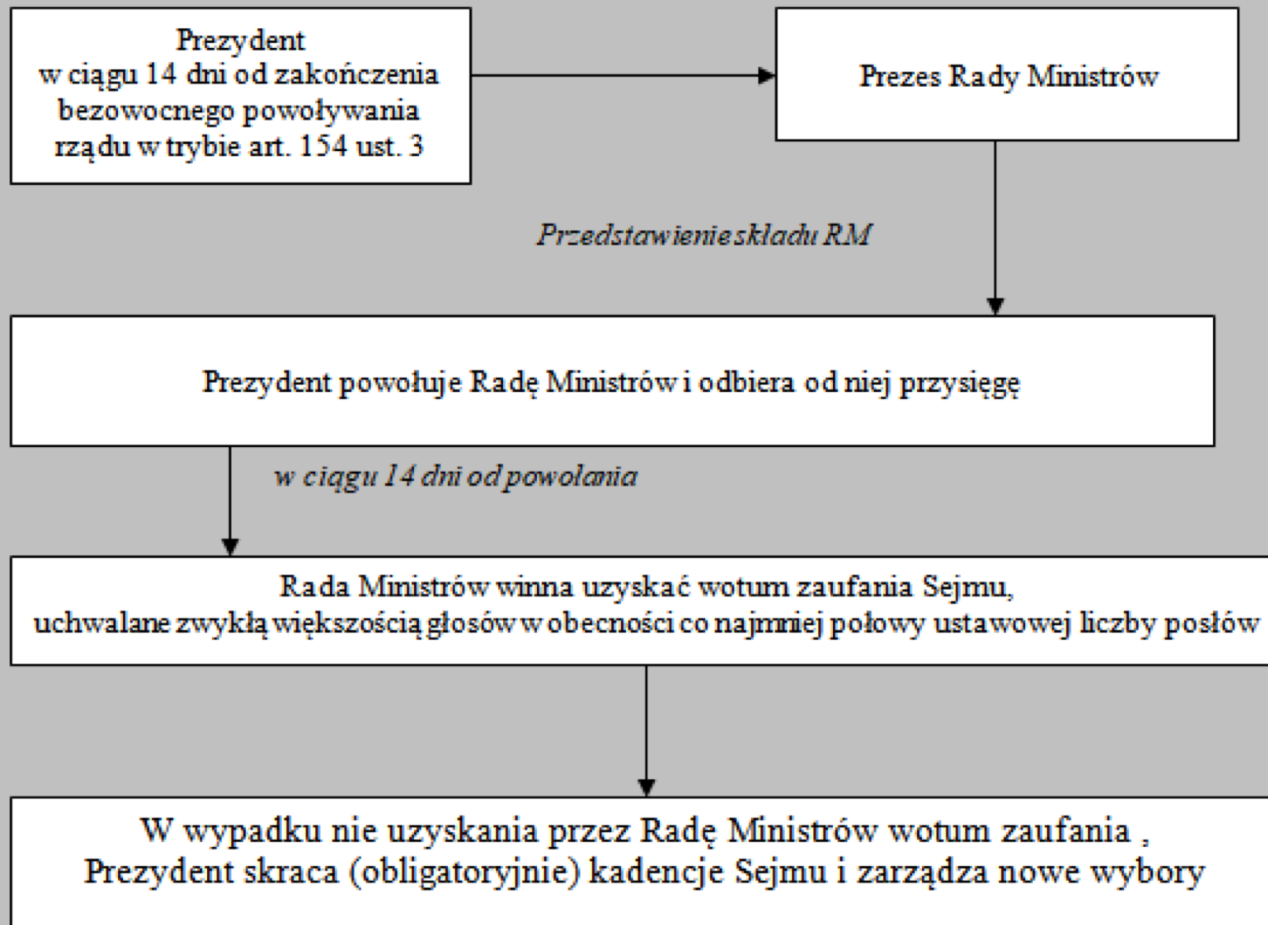 Prezydent
w ciągu 14 dni od zakończenia
bezowocnego powoływania
rządu w trybie art. 154 ust. 3
Prezes Rady Ministrów
Przedstawienie składu RM
Prezydent powołuje Radę Ministrów i odbiera od niej przysięgę
w ciągu 14 dni od powołania
Rada Ministrów winna uzyskać wotum zaufania Sejmu,
uchwalane zwykłą większością głosów w obecności co najmniej połowy ustawowej liczby posłów
W wypadku nie uzyskania przez Radę Ministrów wotum zaufania ,
Prezydent skraca (obligatoryjnie) kadencje Sejmu i zarządza nowe wybory